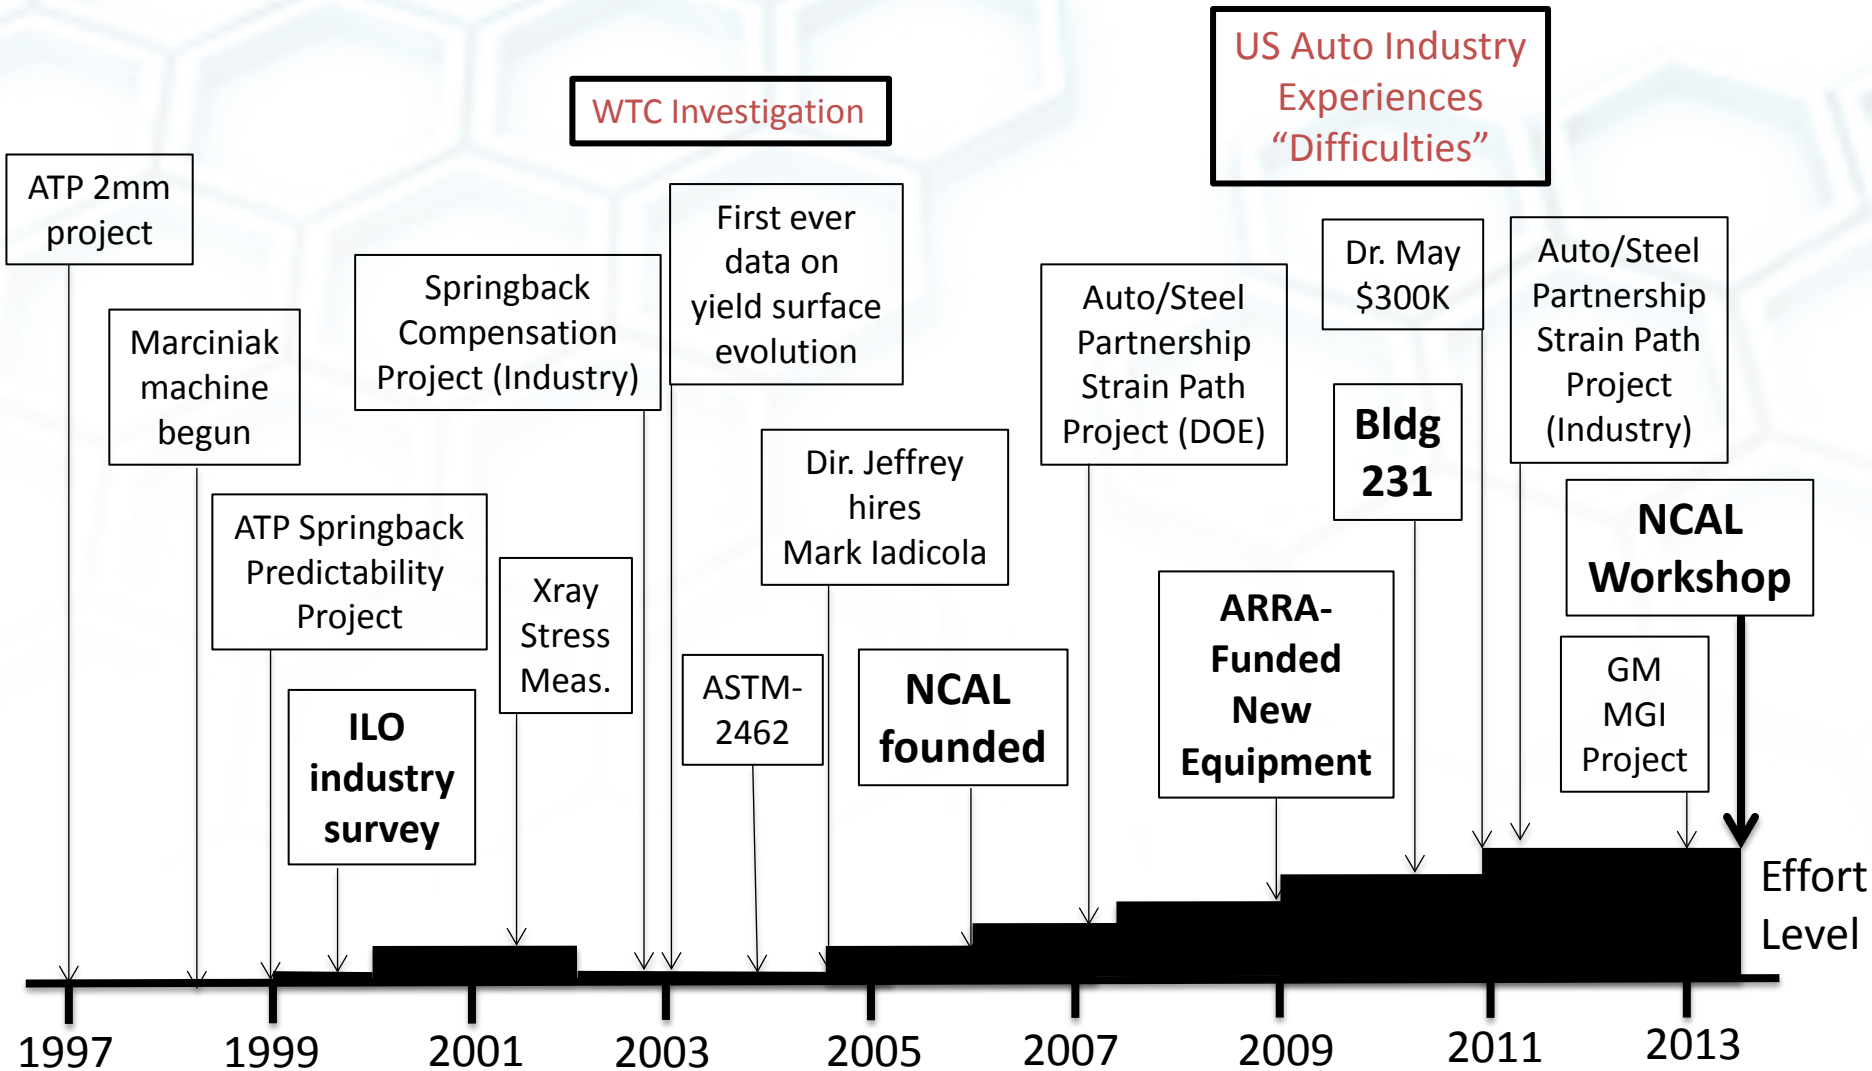 US Auto Industry
Experiences
“Difficulties”
WTC Investigation
ATP 2mm
project
Marciniak
machine
begun
ATP Springback
Predictability
Project
ILO
industry
survey
Xray
Stress
Meas.
Springback
Compensation
Project (Industry)
First ever
data on
yield surface
evolution
ASTM-
2462
Dir. Jeffrey
hires
Mark Iadicola
NCAL
founded
Auto/Steel
Partnership
Strain Path
Project (DOE)
ARRA-
Funded
New
Equipment
Dr. May
$300K
Bldg
231
Auto/Steel
Partnership
Strain Path
Project
(Industry)
NCAL
Workshop
GM
MGI
Project
Effort
Level
1997
1999
2001
2003
2005
2007
2009
2011
2013